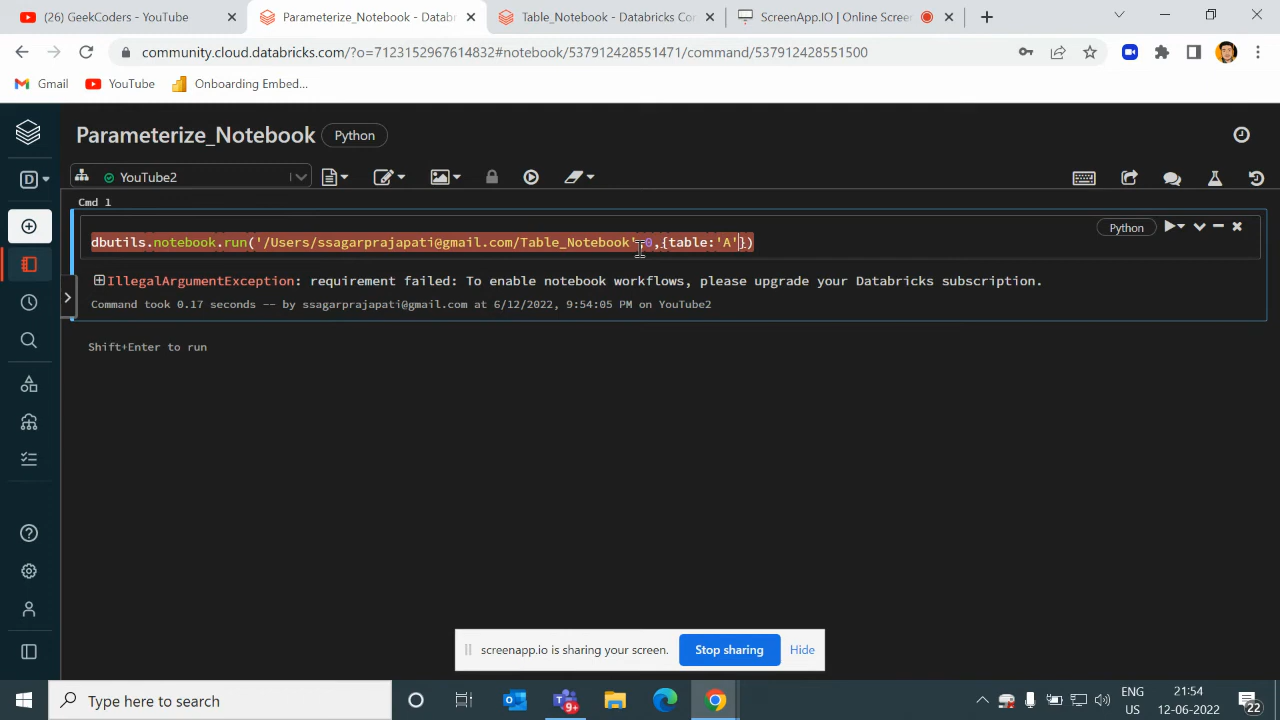 (26) GeekCoders - YouTube
Parameterize_Notebook - Databr
Table_Notebook - Databricks Co
ScreenApp.IO | Online Scree
community.cloud.databricks.com/?o=7123152967614832#notebook/537912428551471/command/537912428551500
Gmail
YouTube
Onboarding Embed...
Parameterize_Notebook
Python
D
YouTube2
Cmd 1
Python
dbutils.notebook.run('/Users/ssagarprajapati@gmail.com/Table_Notebook',0,{table:'A'})
IllegalArgumentException: requirement failed: To enable notebook workflows, please upgrade your Databricks subscription.
Command took 0.17 seconds -- by ssagarprajapati@gmail.com at 6/12/2022, 9:54:05 PM on YouTube2
Shift+Enter to run
screenapp.io is sharing your screen.
Stop sharing
Hide
Type here to search
9+
ENG
US
21:54
12-06-2022
22